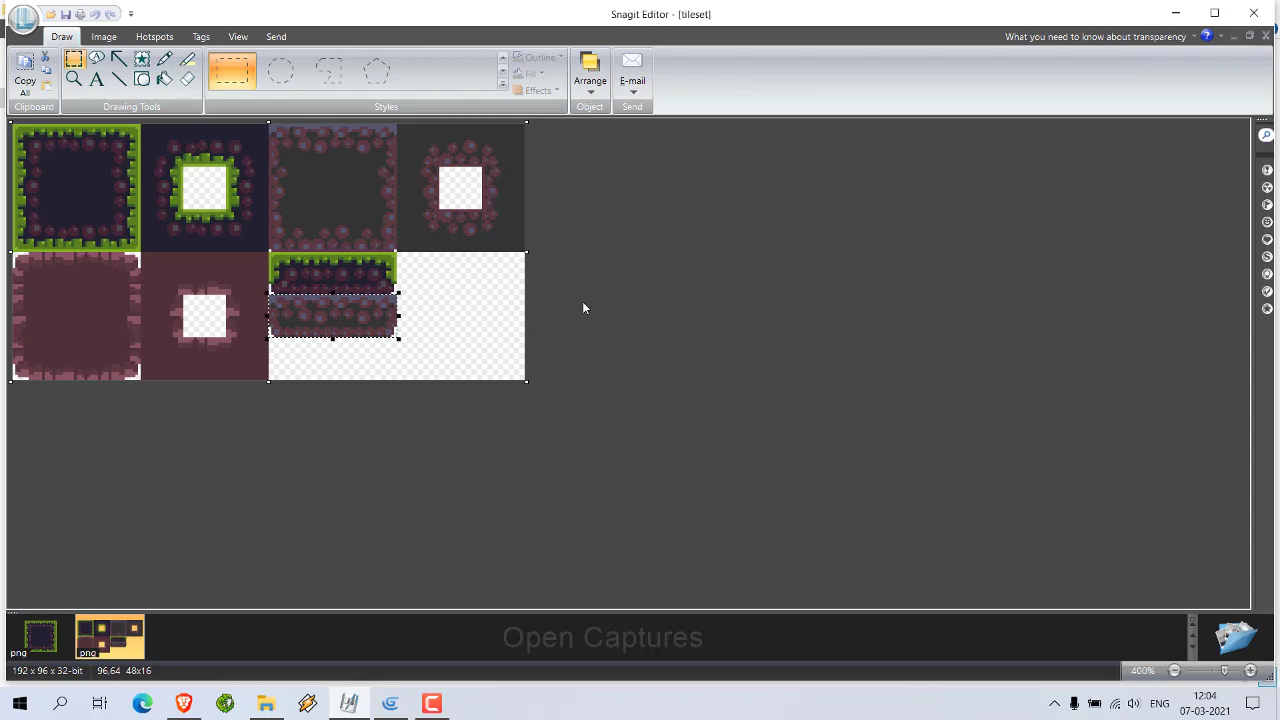 Snagit Editor - [tileset]
Draw Image Hotspots Tags View Send
What you need to know about transparency
Copy All
Outline
Fill
Effects
Arrange
E-mail
Clipboard
Drawing Tools
Styles
Object
Send
png
png
Open Captures
192 x 96 x 32-bit
96,64 48x16
400%
ENG
12:04
07-03-2021